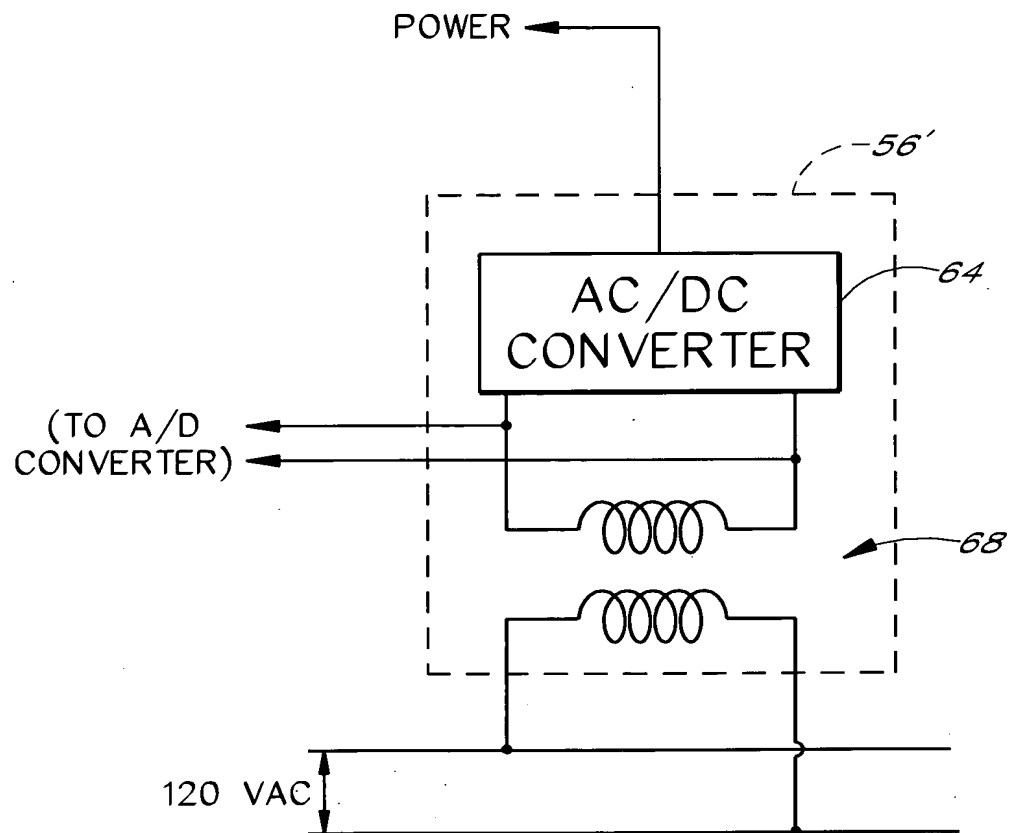 POWER
56'
AC/DC
CONVERTER
64
(TO A/D
CONVERTER)
68
120 VAC